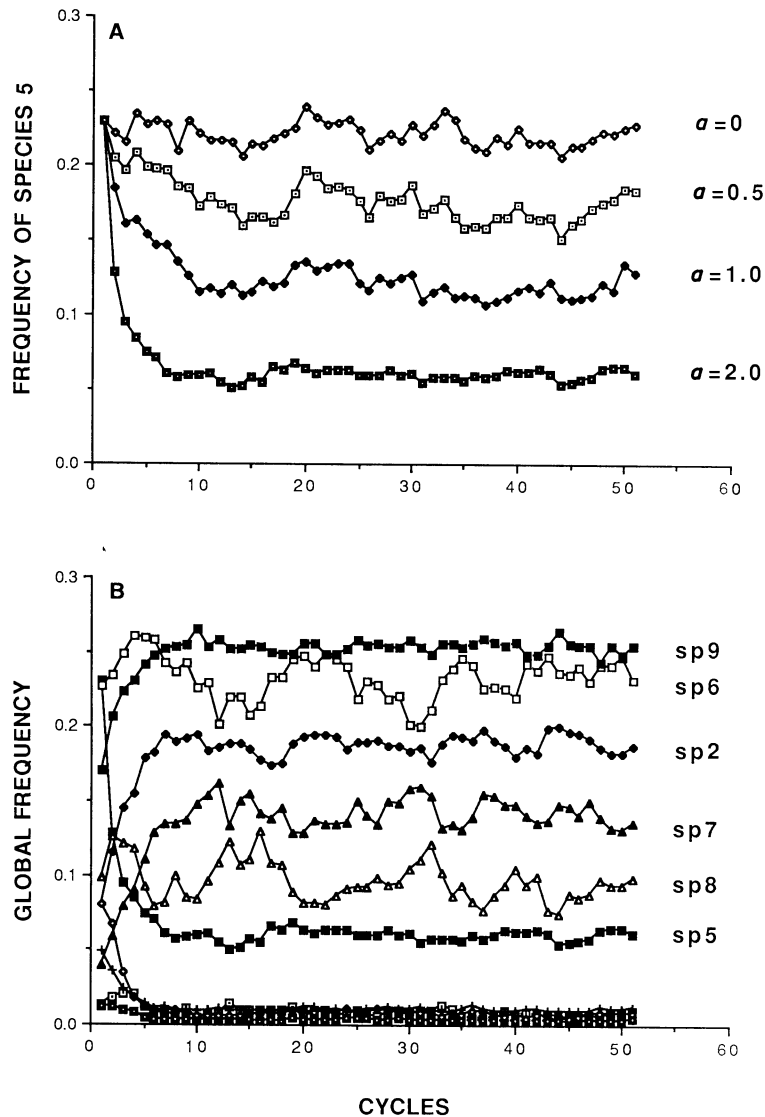 A
FREQUENCY OF SPECIES 5
0.3
0.2
0.1
0.0
0 10 20 30 40 50 60
a=0
a=0.5
a=1.0
a=2.0
B
GLOBAL FREQUENCY
0.3
0.2
0.1
0.0
0 10 20 30 40 50 60
sp9
sp6
sp2
sp7
sp8
sp5
CYCLES